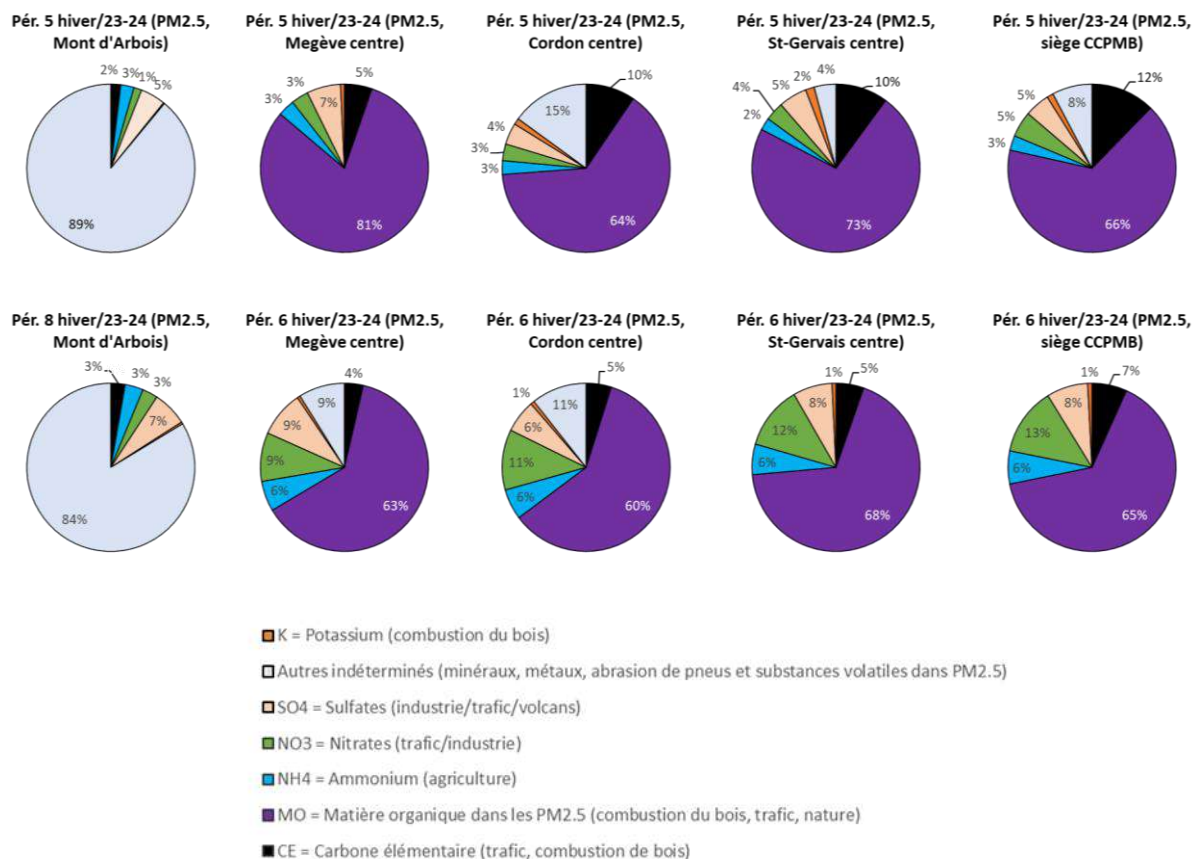 Pér. 5 hiver/23-24 (PM2.5,
Mont d'Arbois)
2%
3%
1%
5%
89%
Pér. 5 hiver/23-24 (PM2.5,
Megève centre)
3%
3%
7%
5%
81%
Pér. 5 hiver/23-24 (PM2.5,
Cordon centre)
10%
15%
4%
3%
3%
64%
Pér. 5 hiver/23-24 (PM2.5,
St-Gervais centre)
4%
2%
5%
4%
2%
10%
73%
Pér. 5 hiver/23-24 (PM2.5,
siège CCPMB)
12%
8%
5%
5%
3%
66%
Pér. 8 hiver/23-24 (PM2.5,
Mont d'Arbois)
3%
3%
3%
7%
84%
Pér. 6 hiver/23-24 (PM2.5,
Megève centre)
4%
9%
9%
9%
6%
63%
Pér. 6 hiver/23-24 (PM2.5,
Cordon centre)
5%
1%
11%
6%
11%
6%
60%
Pér. 6 hiver/23-24 (PM2.5,
St-Gervais centre)
1%
5%
8%
12%
6%
68%
Pér. 6 hiver/23-24 (PM2.5,
siège CCPMB)
1%
7%
8%
13%
6%
65%
K = Potassium (combustion du bois)
Autres indéterminés (minéraux, métaux, abrasion de pneus et substances volatiles dans PM2.5)
SO4 = Sulfates (industrie/trafic/volcans)
NO3 = Nitrates (trafic/industrie)
NH4 = Ammonium (agriculture)
MO = Matière organique dans les PM2.5 (combustion du bois, trafic, nature)
CE = Carbone élémentaire (trafic, combustion de bois)